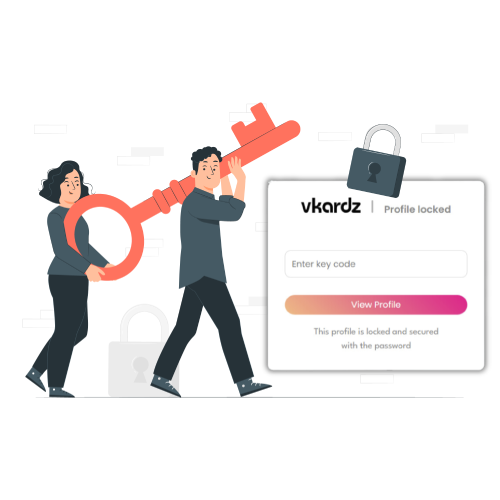 vkardz | Profile locked
Enter key code
View Profile
This profile is locked and secured
with the password